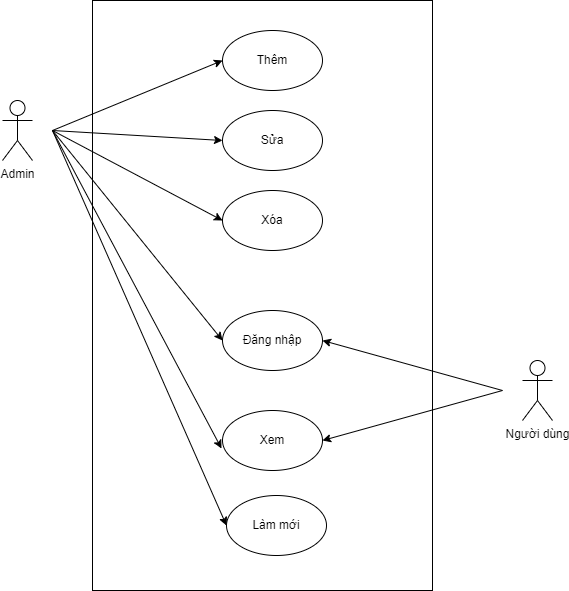 Thêm
Sửa
Admin
Xóa
Đăng nhập
Người dùng
Xem
Làm mới